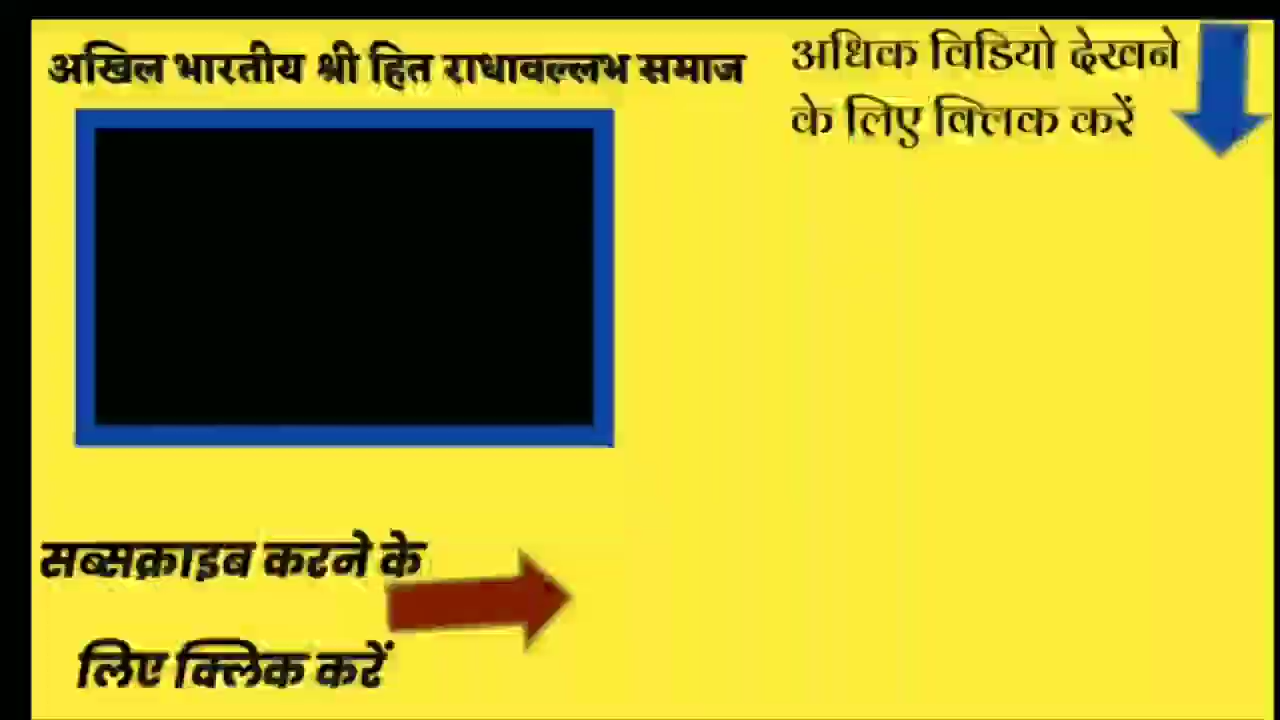 अखिल भारतीय श्री हित राधावल्लभ समाज
अधिक विडियो देखने
के लिए क्लिक करें
सब्सक्राइब करने के
लिए क्लिक करें